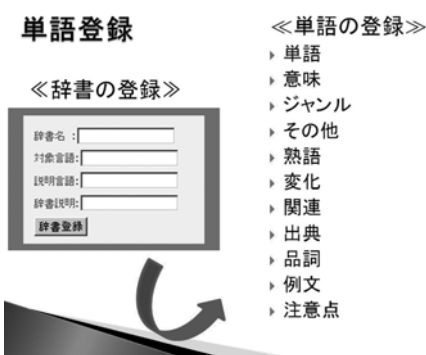 単語登録
≪辞書の登録≫
辞書名 :
対象言語:
説明言語:
辞書説明:
辞書登録
≪単語の登録≫
単語
意味
ジャンル
その他
熟語
変化
関連
出典
品詞
例文
注意点